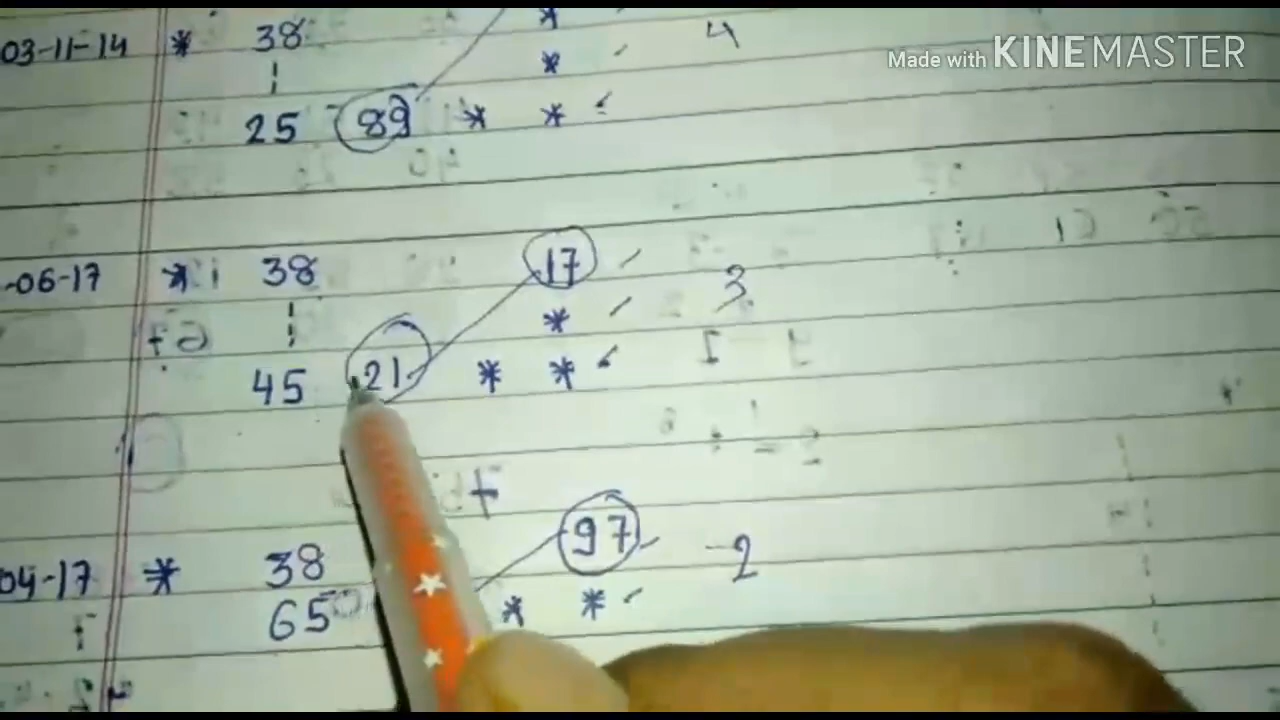 03-11-14 * 38 * 4
Made with KINEMASTER
*
25 89 * *
-06-17 * 38 17 3
*
45 21 * *
04-17 * 38 97 -2
65 * *